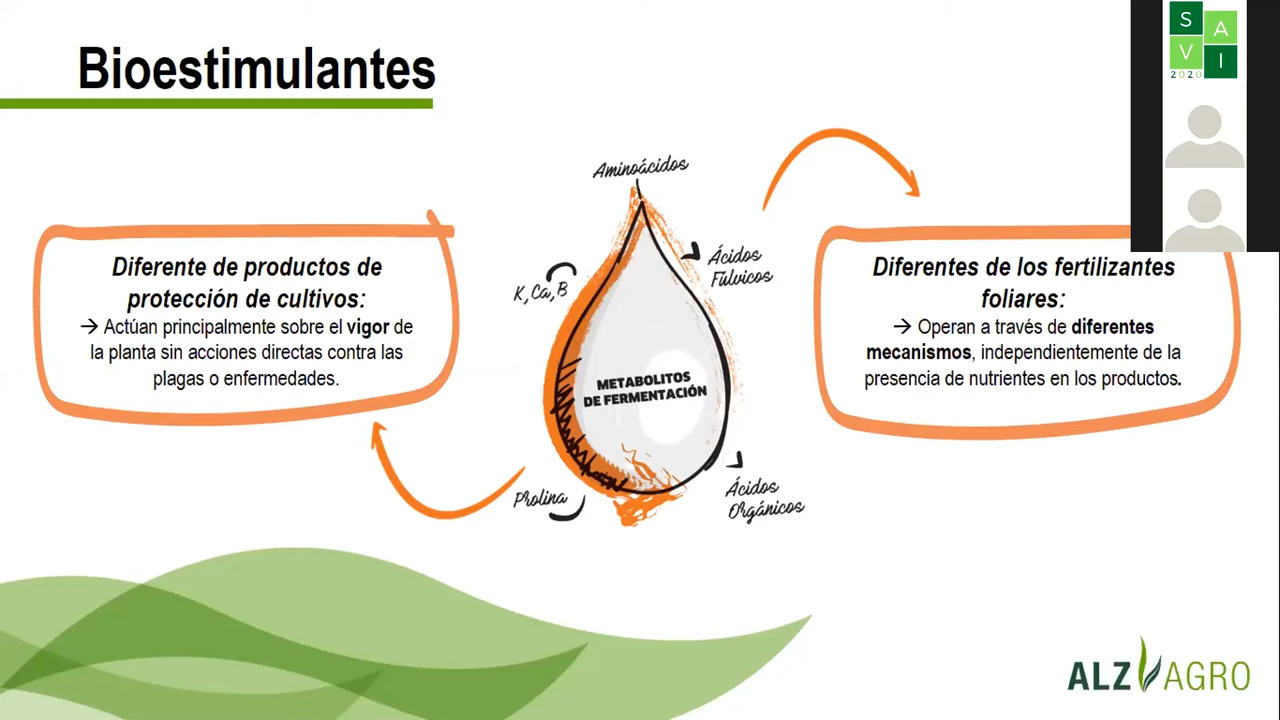 Bioestimulantes
S
A
V
I
2020
Aminoácidos
Ácidos
Fúlvicos
K, Ca, B
METABOLITOS
DE FERMENTACIÓN
Prolina
Ácidos
Orgánicos
Diferente de productos de
protección de cultivos:
→ Actúan principalmente sobre el vigor de
la planta sin acciones directas contra las
plagas o enfermedades.
Diferentes de los fertilizantes
foliares:
→ Operan a través de diferentes
mecanismos, independientemente de la
presencia de nutrientes en los productos.
ALZ AGRO